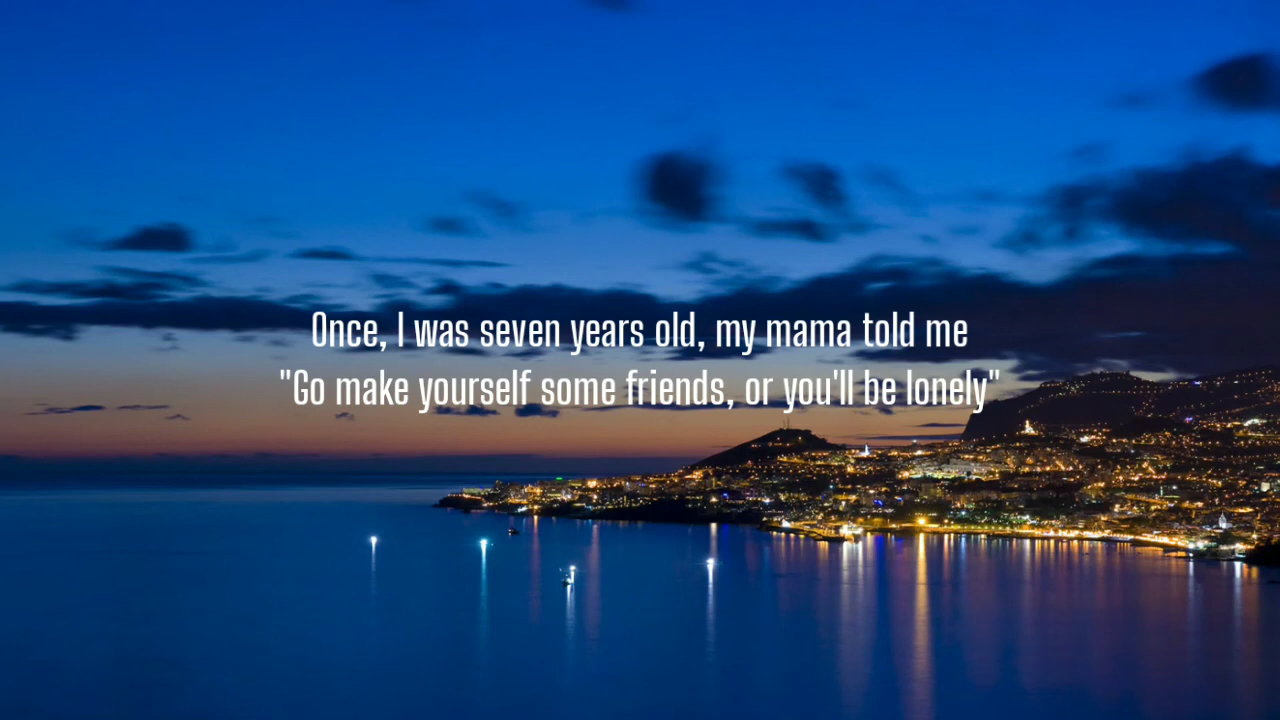 Once, I was seven years old, my mama told me
"Go make yourself some friends, or you'll be lonely"